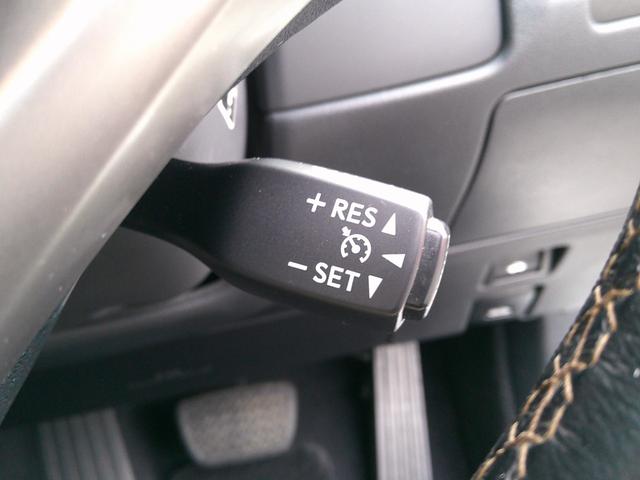 + RES
- SET